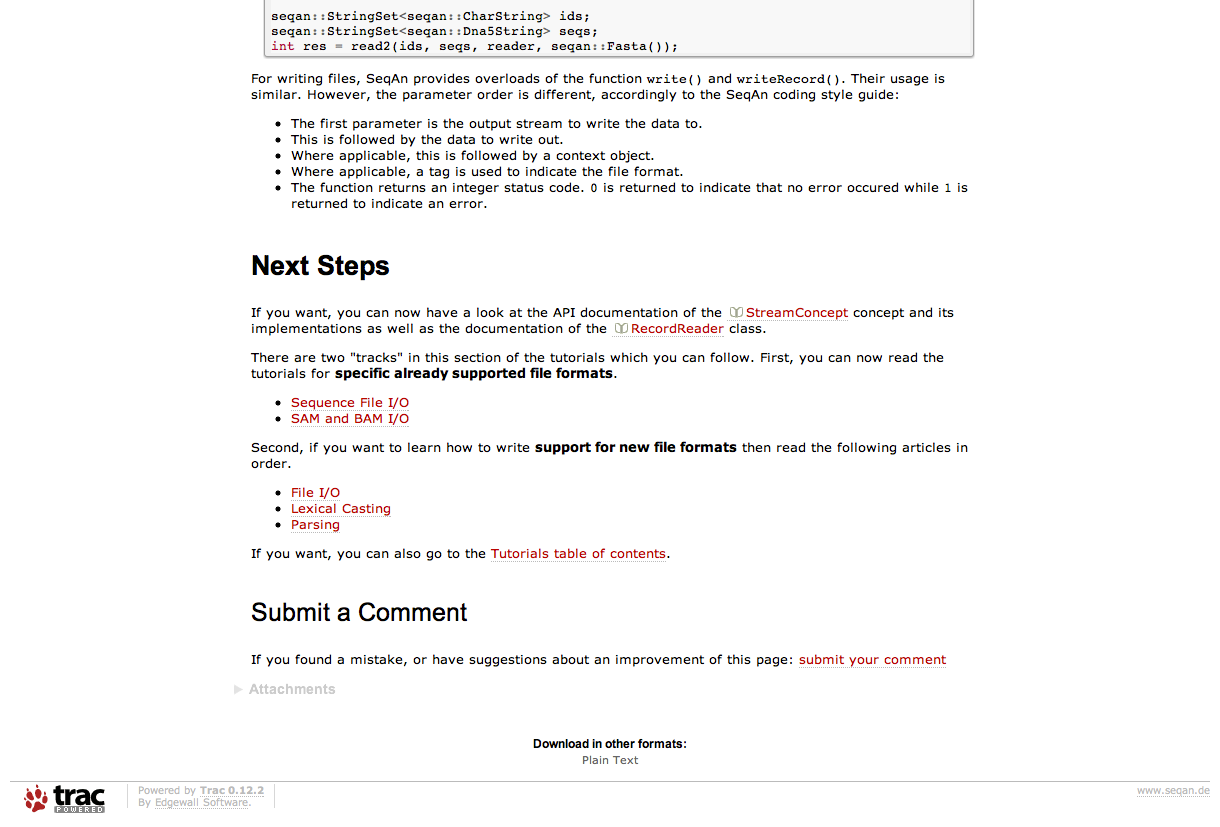 seqan::StringSet<seqan::CharString> ids;
seqan::StringSet<seqan::Dna5String> seqs;
int res = read2(ids, seqs, reader, seqan::Fasta());
For writing files, SeqAn provides overloads of the function write() and writeRecord(). Their usage is
similar. However, the parameter order is different, accordingly to the SeqAn coding style guide:
• The first parameter is the output stream to write the data to.
• This is followed by the data to write out.
• Where applicable, this is followed by a context object.
• Where applicable, a tag is used to indicate the file format.
• The function returns an integer status code. 0 is returned to indicate that no error occured while 1 is
returned to indicate an error.
Next Steps
If you want, you can now have a look at the API documentation of the StreamConcept concept and its
implementations as well as the documentation of the RecordReader class.
There are two "tracks" in this section of the tutorials which you can follow. First, you can now read the
tutorials for specific already supported file formats.
• Sequence File I/O
• SAM and BAM I/O
Second, if you want to learn how to write support for new file formats then read the following articles in
order.
• File I/O
• Lexical Casting
• Parsing
If you want, you can also go to the Tutorials table of contents.
Submit a Comment
If you found a mistake, or have suggestions about an improvement of this page: submit your comment
Attachments
Download in other formats:
Plain Text
trac POWERED
Powered by Trac 0.12.2
By Edgewall Software.
www.seqan.de